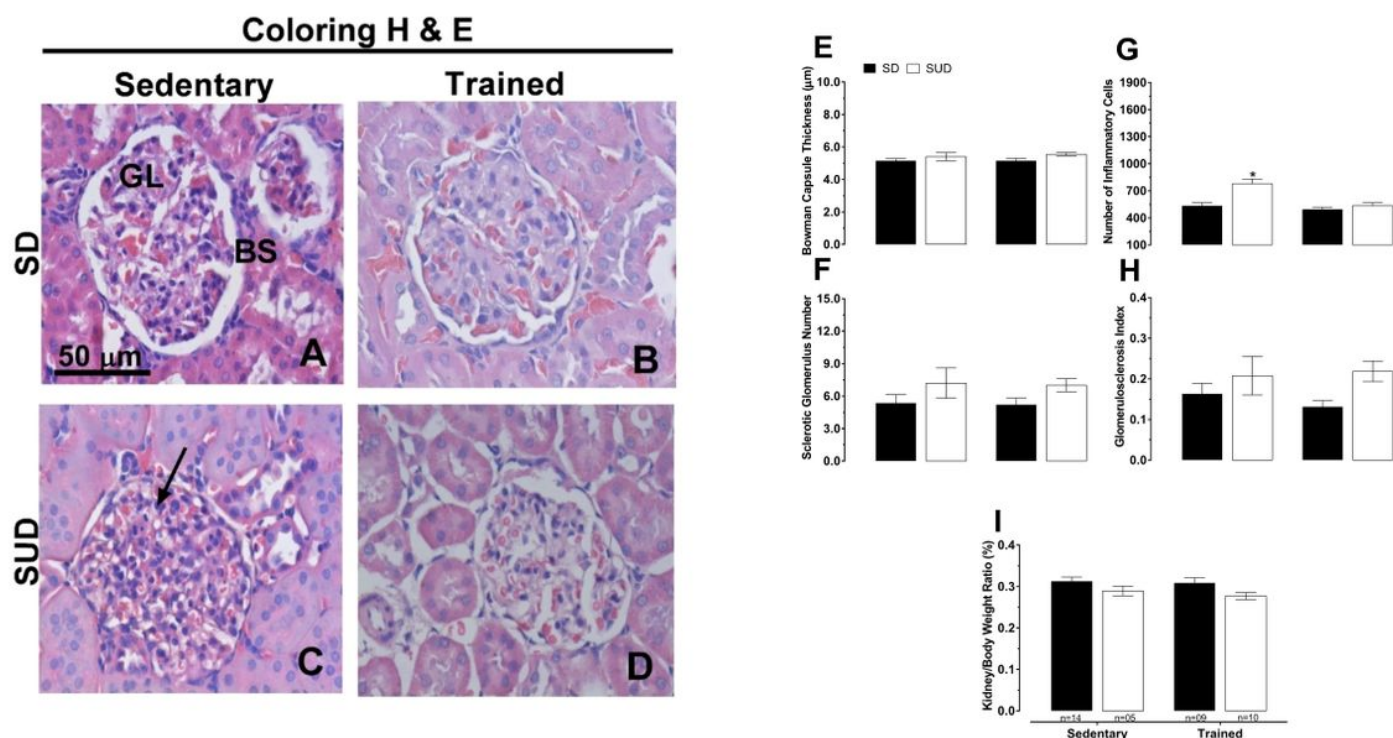 Coloring H & E
Sedentary
Trained
SD
GL
BS
50 μm
A
B
SUD
C
D
E
SD
SUD
Bowman Capsule Thickness (μm)
10.0
8.0
6.0
4.0
2.0
0.0
G
Number of Inflammatory Cells
1900
1600
1300
1000
700
400
100
*
F
Sclerotic Glomerulus Number
15.0
12.0
9.0
6.0
3.0
0.0
H
Glomerulosclerosis Index
0.4
0.3
0.2
0.1
0.0
I
Kidney/Body Weight Ratio (%)
0.4
0.3
0.2
0.1
0.0
n=14 n=05 n=09 n=10
Sedentary Trained